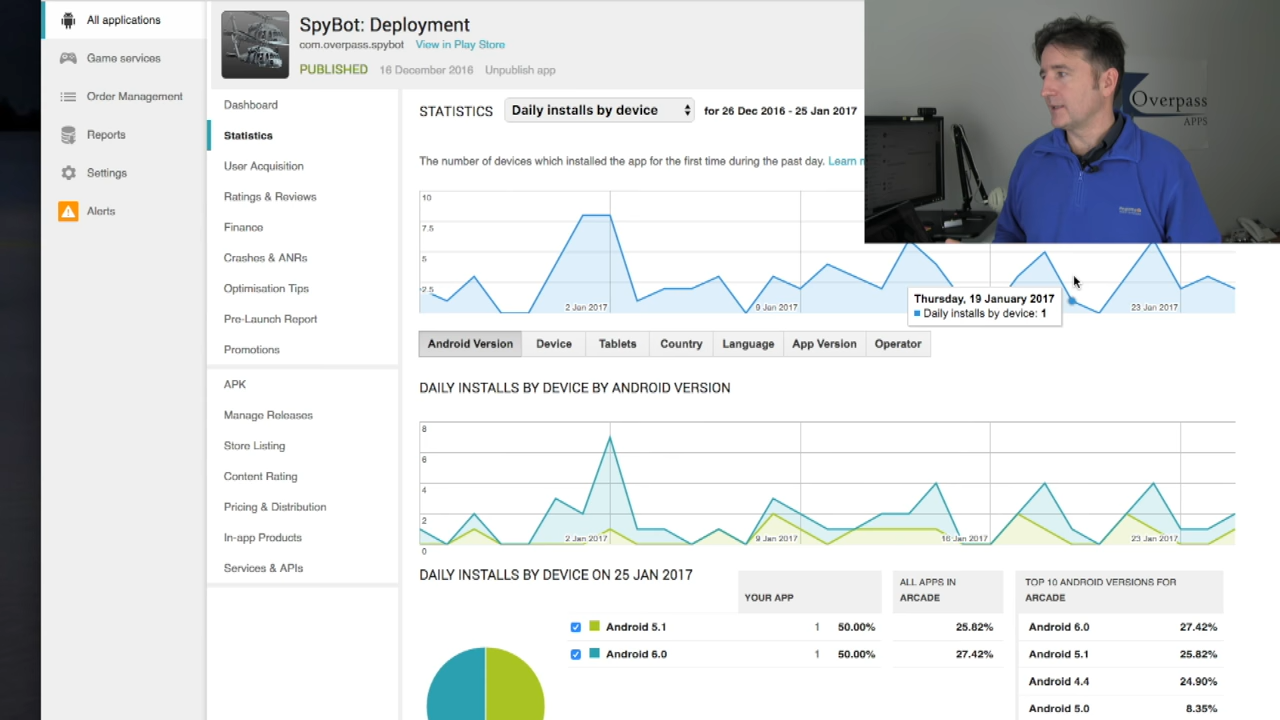 All applications
Game services
Order Management
Reports
Settings
Alerts
SpyBot: Deployment
com.overpass.spybot View in Play Store
PUBLISHED 16 December 2016 Unpublish app
Dashboard
Statistics
User Acquisition
Ratings & Reviews
Finance
Crashes & ANRs
Optimisation Tips
Pre-Launch Report
Promotions
APK
Manage Releases
Store Listing
Content Rating
Pricing & Distribution
In-app Products
Services & APIs
STATISTICS Daily installs by device for 26 Dec 2016 - 25 Jan 2017
The number of devices which installed the app for the first time during the past day. Learn
Overpass
APPS
10
7.5
5
2.5
2 Jan 2017 9 Jan 2017 23 Jan 2017
Thursday, 19 January 2017
Daily installs by device: 1
Android Version Device Tablets Country Language App Version Operator
DAILY INSTALLS BY DEVICE BY ANDROID VERSION
8
6
4
2
0
2 Jan 2017 9 Jan 2017 16 Jan 2017 23 Jan 2017
DAILY INSTALLS BY DEVICE ON 25 JAN 2017
YOUR APP
ALL APPS IN
ARCADE
TOP 10 ANDROID VERSIONS FOR
ARCADE
Android 5.1 1 50.00% 25.82% Android 6.0 27.42%
Android 6.0 1 50.00% 27.42% Android 5.1 25.82%
Android 4.4 24.90%
Android 5.0 8.35%